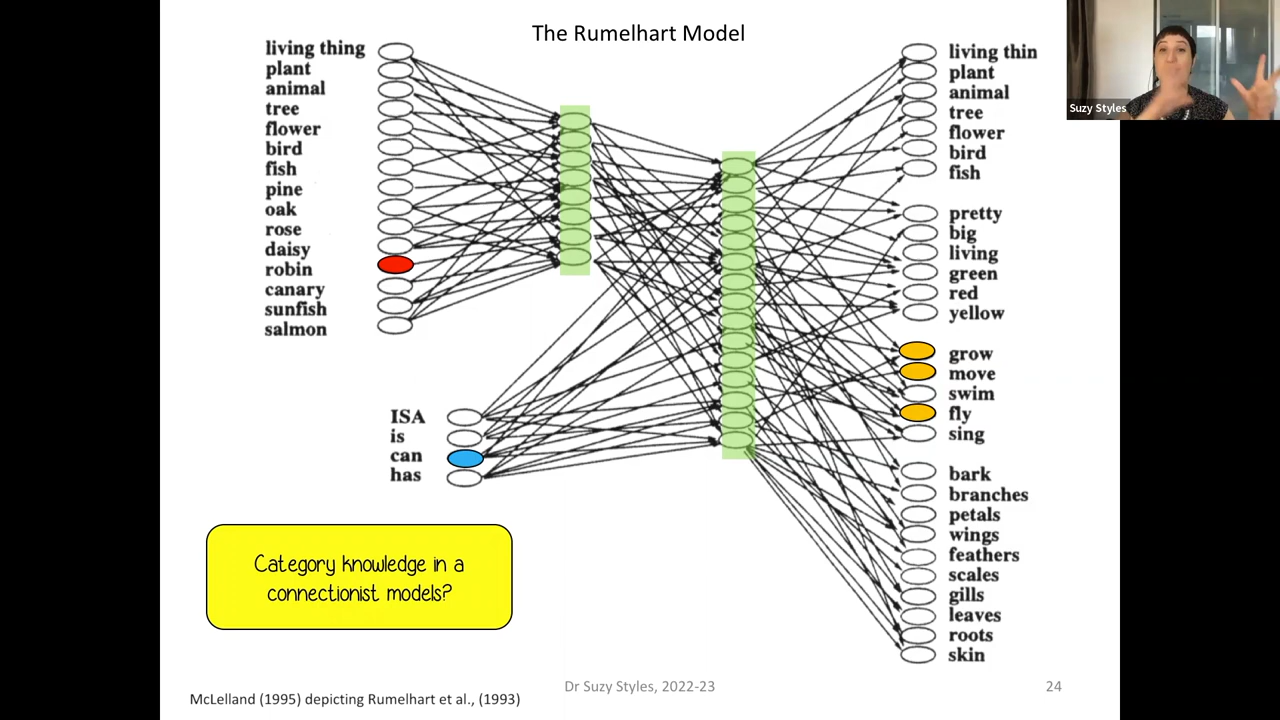 The Rumelhart Model
living thing
plant
animal
tree
flower
bird
fish
pine
oak
rose
daisy
robin
canary
sunfish
salmon
ISA
is
can
has
living thin
plant
animal
tree
flower
bird
fish
pretty
big
living
green
red
yellow
grow
move
swim
fly
sing
bark
branches
petals
wings
feathers
scales
gills
leaves
roots
skin
Category knowledge in a
connectionist models?
McLelland (1995) depicting Rumelhart et al., (1993)
Dr Suzy Styles, 2022-23
24
Suzy Styles